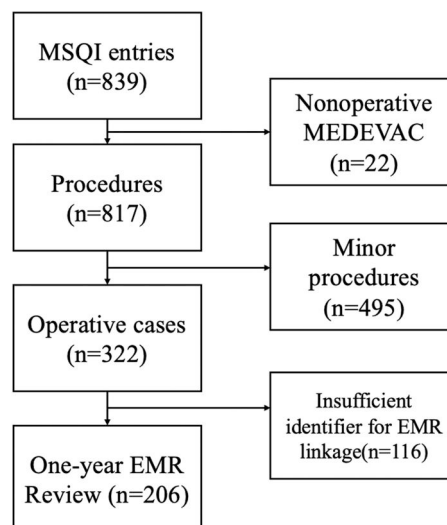 MSQI entries
(n=839)
Nonoperative
MEDEVAC
(n=22)
Procedures
(n=817)
Minor
procedures
(n=495)
Operative cases
(n=322)
Insufficient
identifier for EMR
linkage(n=116)
One-year EMR
Review (n=206)